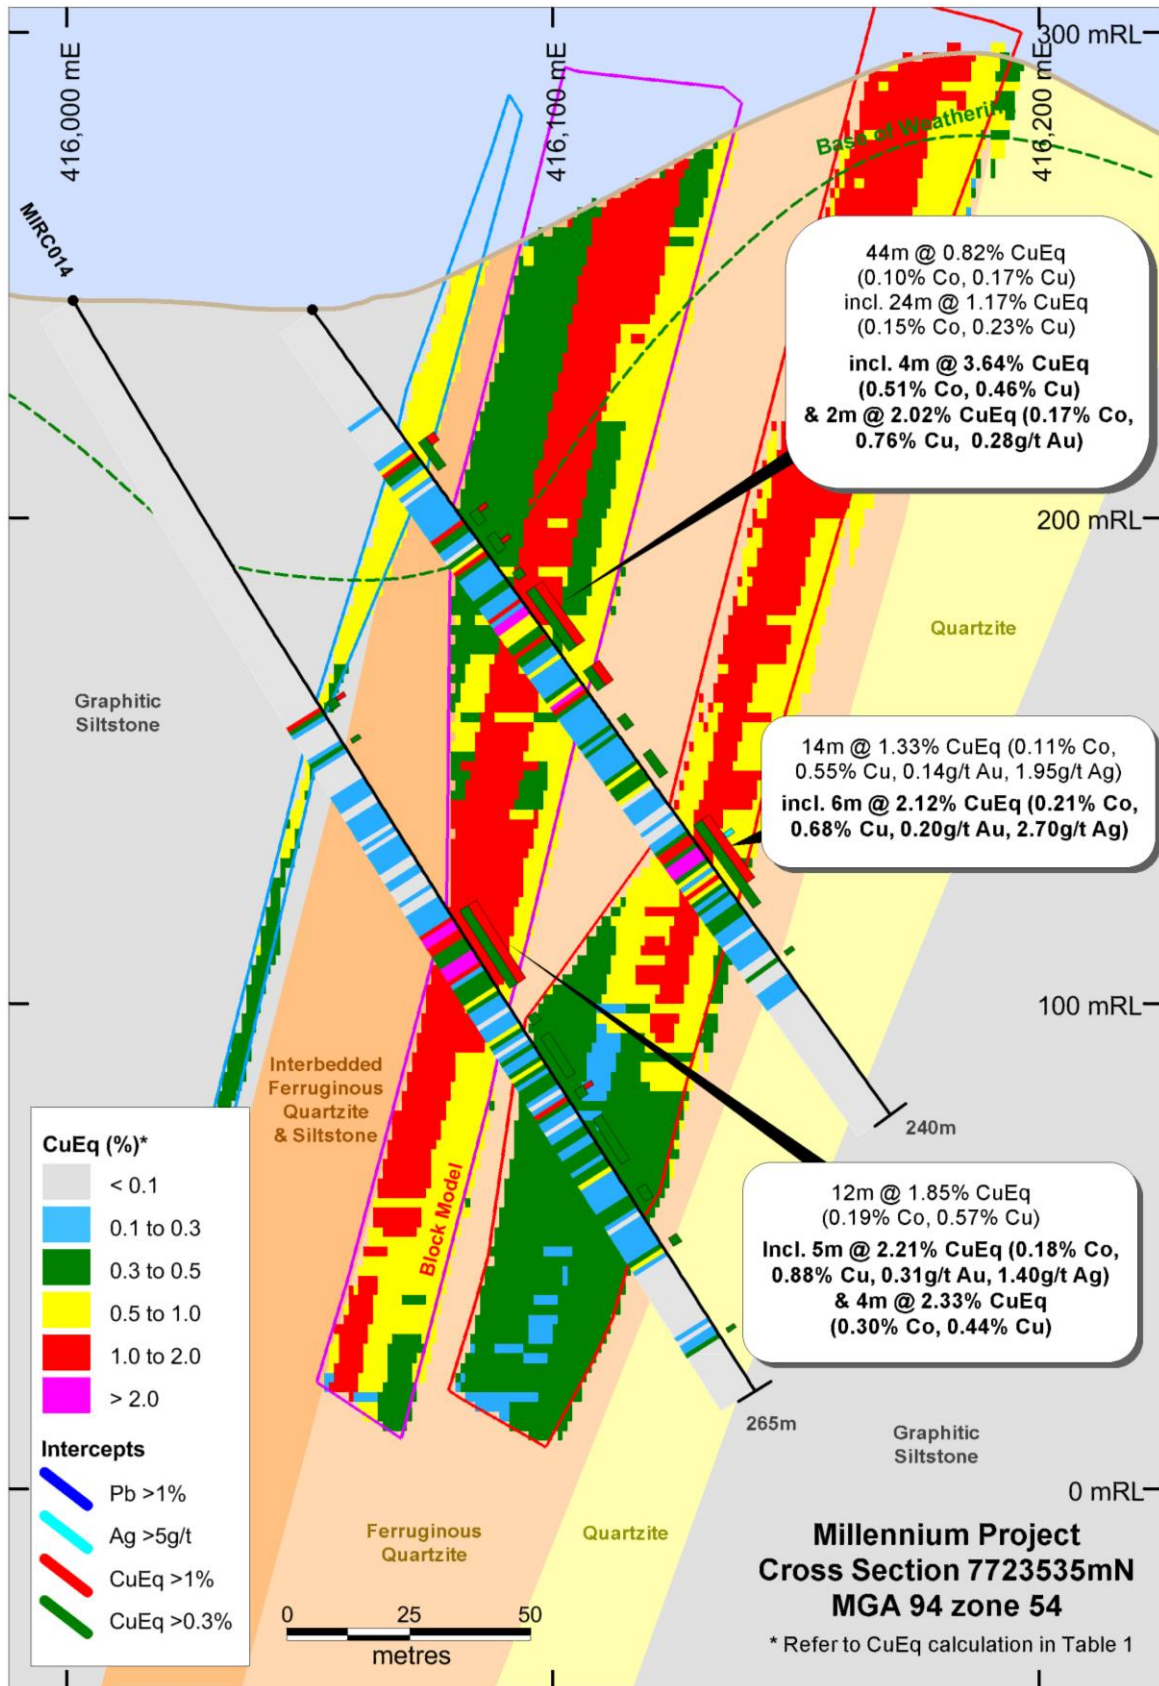 416,000 mE
416,100 mE
416,200 mE
300 mRL
Base of Weatherin
MIRC014
44m @ 0.82% CuEq
(0.10% Co, 0.17% Cu)
incl. 24m @ 1.17% CuEq
(0.15% Co, 0.23% Cu)
incl. 4m @ 3.64% CuEq
(0.51% Co, 0.46% Cu)
& 2m @ 2.02% CuEq (0.17% Co,
0.76% Cu, 0.28g/t Au)
200 mRL
Quartzite
Graphitic
Siltstone
14m @ 1.33% CuEq (0.11% Co,
0.55% Cu, 0.14g/t Au, 1.95g/t Ag)
incl. 6m @ 2.12% CuEq (0.21% Co,
0.68% Cu, 0.20g/t Au, 2.70g/t Ag)
100 mRL
Interbedded
Ferruginous
Quartzite
& Siltstone
Block Model
240m
12m @ 1.85% CuEq
(0.19% Co, 0.57% Cu)
Incl. 5m @ 2.21% CuEq (0.18% Co,
0.88% Cu, 0.31g/t Au, 1.40g/t Ag)
& 4m @ 2.33% CuEq
(0.30% Co, 0.44% Cu)
265m
Graphitic
Siltstone
CuEq (%)*
< 0.1
0.1 to 0.3
0.3 to 0.5
0.5 to 1.0
1.0 to 2.0
> 2.0
Intercepts
Pb >1%
Ag >5g/t
CuEq >1%
CuEq >0.3%
0 mRL
Ferruginous
Quartzite
Quartzite
0 25 50
metres
Millennium Project
Cross Section 7723535mN
MGA 94 zone 54
* Refer to CuEq calculation in Table 1